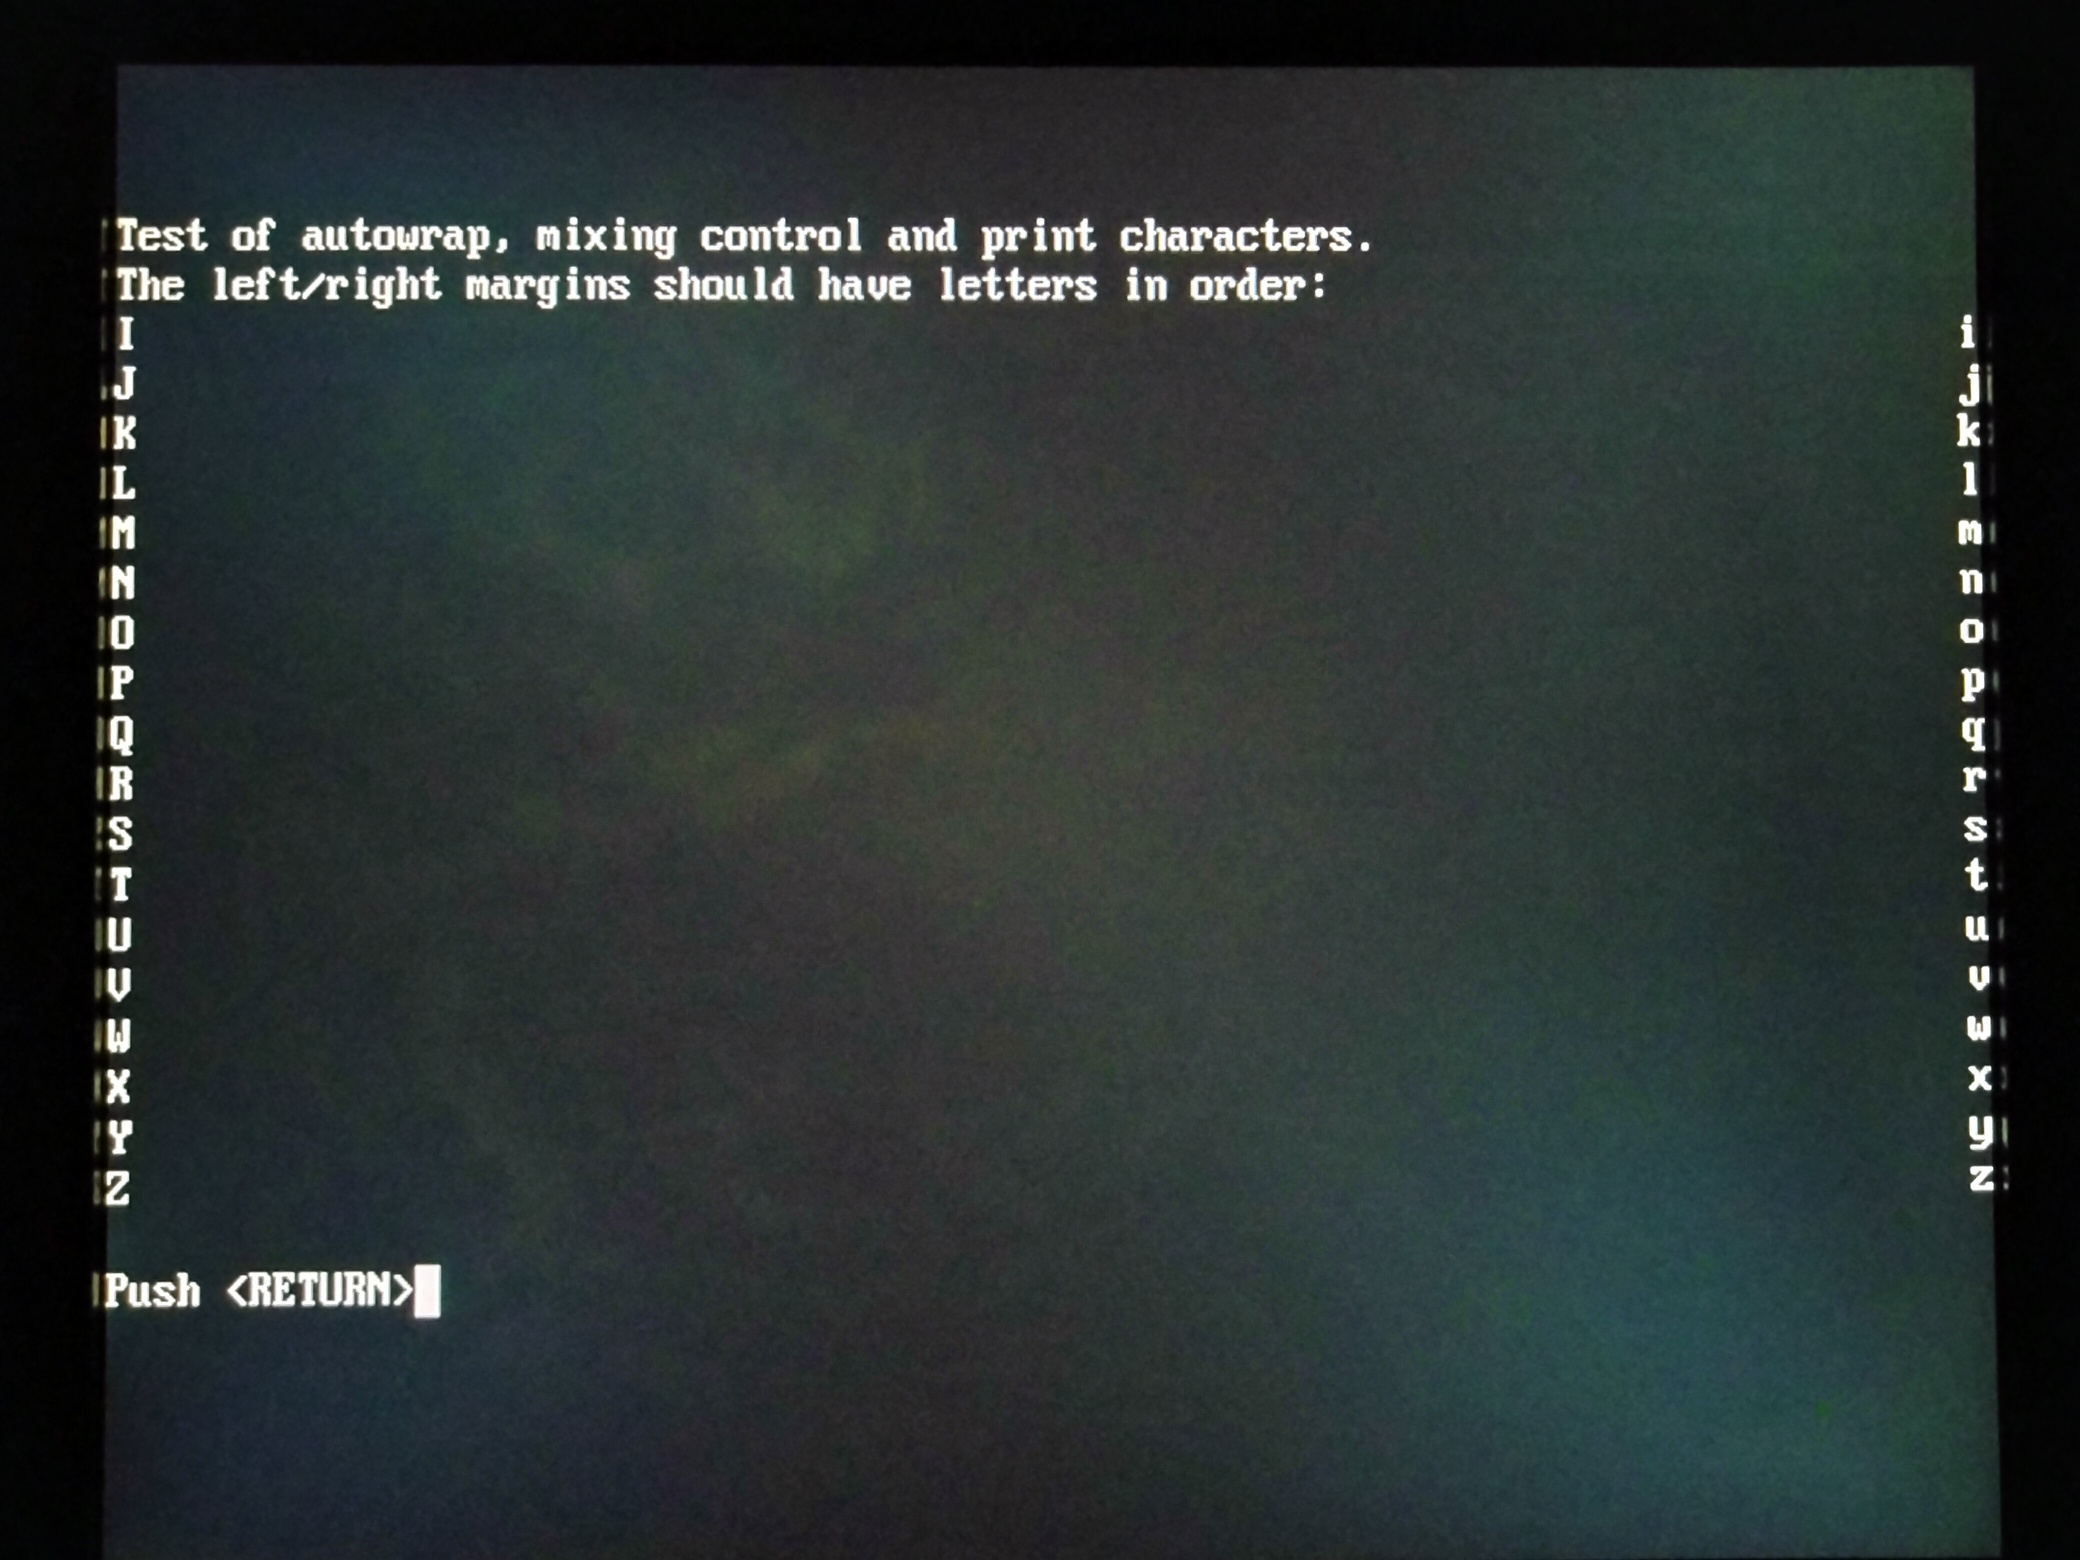 Test of autowrap, mixing control and print characters.
The left/right margins should have letters in order:
I i
J j
K k
L l
M m
N n
O o
P p
Q q
R r
S s
T t
U u
V v
W w
X x
Y y
Z z
Push <RETURN>